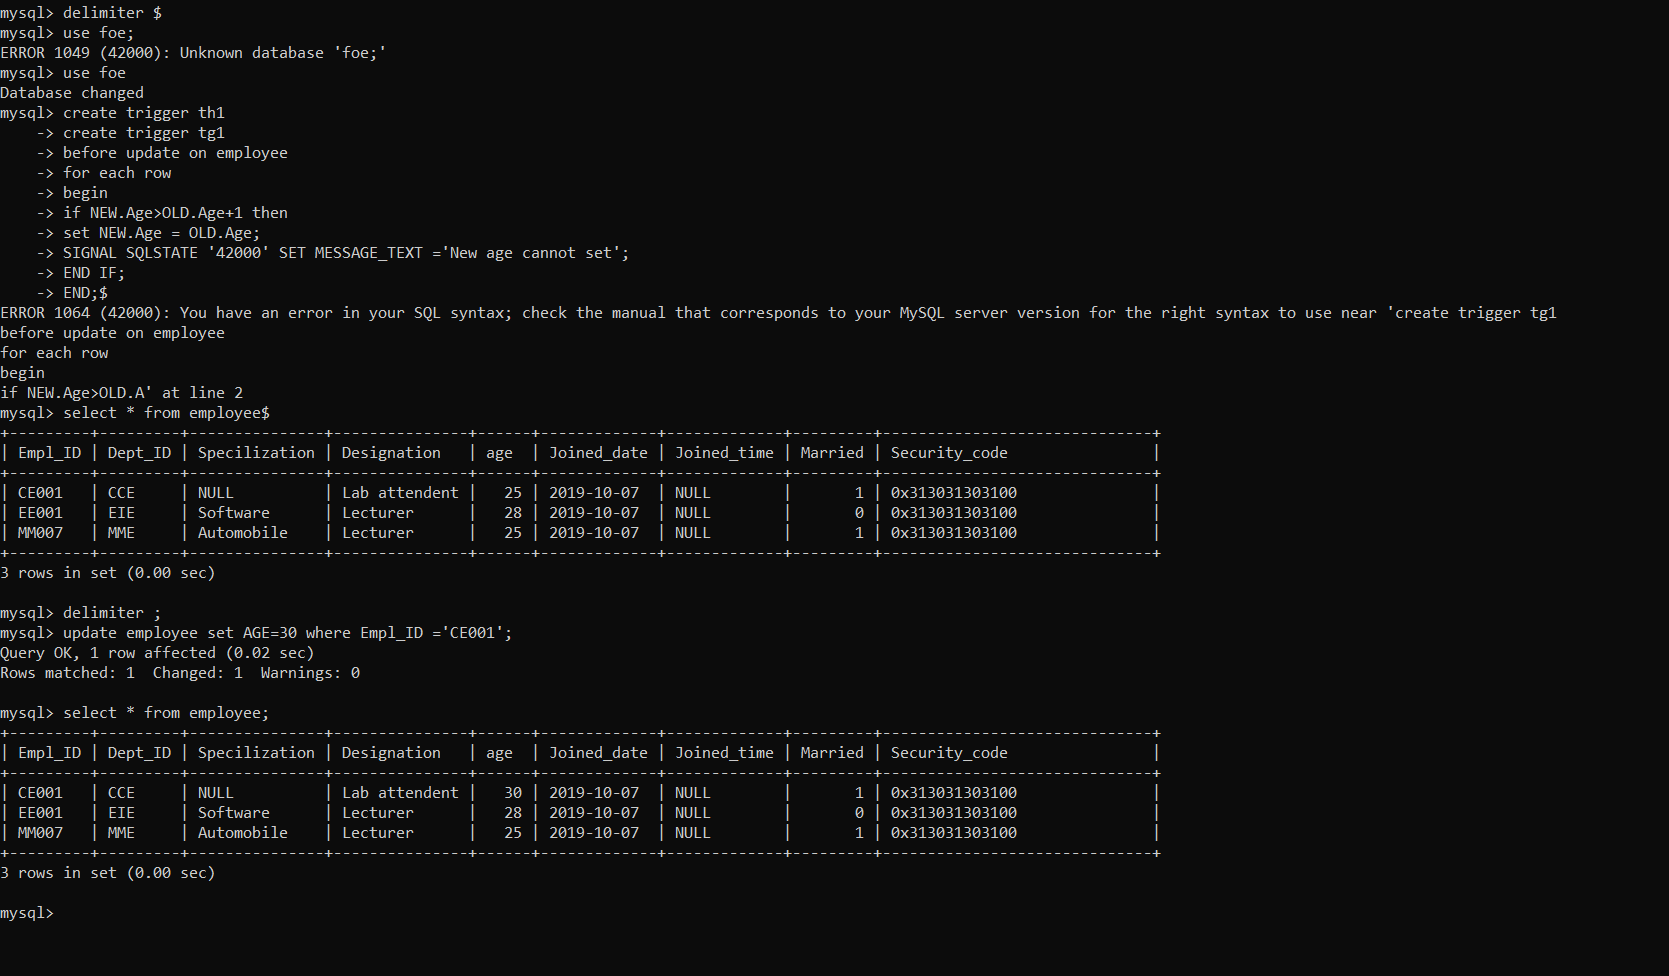 mysql> delimiter $
mysql> use foe;
ERROR 1049 (42000): Unknown database 'foe;'
mysql> use foe
Database changed
mysql> create trigger th1
    -> create trigger tg1
    -> before update on employee
    -> for each row
    -> begin
    -> if NEW.Age>OLD.Age+1 then
    -> set NEW.Age = OLD.Age;
    -> SIGNAL SQLSTATE '42000' SET MESSAGE_TEXT ='New age cannot set';
    -> END IF;
    -> END;$
ERROR 1064 (42000): You have an error in your SQL syntax; check the manual that corresponds to your MySQL server version for the right syntax to use near 'create trigger tg1
before update on employee
for each row
begin
if NEW.Age>OLD.A' at line 2
mysql> select * from employee$
+---------+---------+---------------+---------------+------+-------------+-------------+---------+------------------------------+
| Empl_ID | Dept_ID | Specilization | Designation   | age  | Joined_date | Joined_time | Married | Security_code                |
+---------+---------+---------------+---------------+------+-------------+-------------+---------+------------------------------+
| CE001   | CCE     | NULL          | Lab attendent |   25 | 2019-10-07  | NULL        |       1 | 0x313031303100               |
| EE001   | EIE     | Software      | Lecturer      |   28 | 2019-10-07  | NULL        |       0 | 0x313031303100               |
| MM007   | MME     | Automobile    | Lecturer      |   25 | 2019-10-07  | NULL        |       1 | 0x313031303100               |
+---------+---------+---------------+---------------+------+-------------+-------------+---------+------------------------------+
3 rows in set (0.00 sec)

mysql> delimiter ;
mysql> update employee set AGE=30 where Empl_ID ='CE001';
Query OK, 1 row affected (0.02 sec)
Rows matched: 1  Changed: 1  Warnings: 0

mysql> select * from employee;
+---------+---------+---------------+---------------+------+-------------+-------------+---------+------------------------------+
| Empl_ID | Dept_ID | Specilization | Designation   | age  | Joined_date | Joined_time | Married | Security_code                |
+---------+---------+---------------+---------------+------+-------------+-------------+---------+------------------------------+
| CE001   | CCE     | NULL          | Lab attendent |   30 | 2019-10-07  | NULL        |       1 | 0x313031303100               |
| EE001   | EIE     | Software      | Lecturer      |   28 | 2019-10-07  | NULL        |       0 | 0x313031303100               |
| MM007   | MME     | Automobile    | Lecturer      |   25 | 2019-10-07  | NULL        |       1 | 0x313031303100               |
+---------+---------+---------------+---------------+------+-------------+-------------+---------+------------------------------+
3 rows in set (0.00 sec)

mysql>